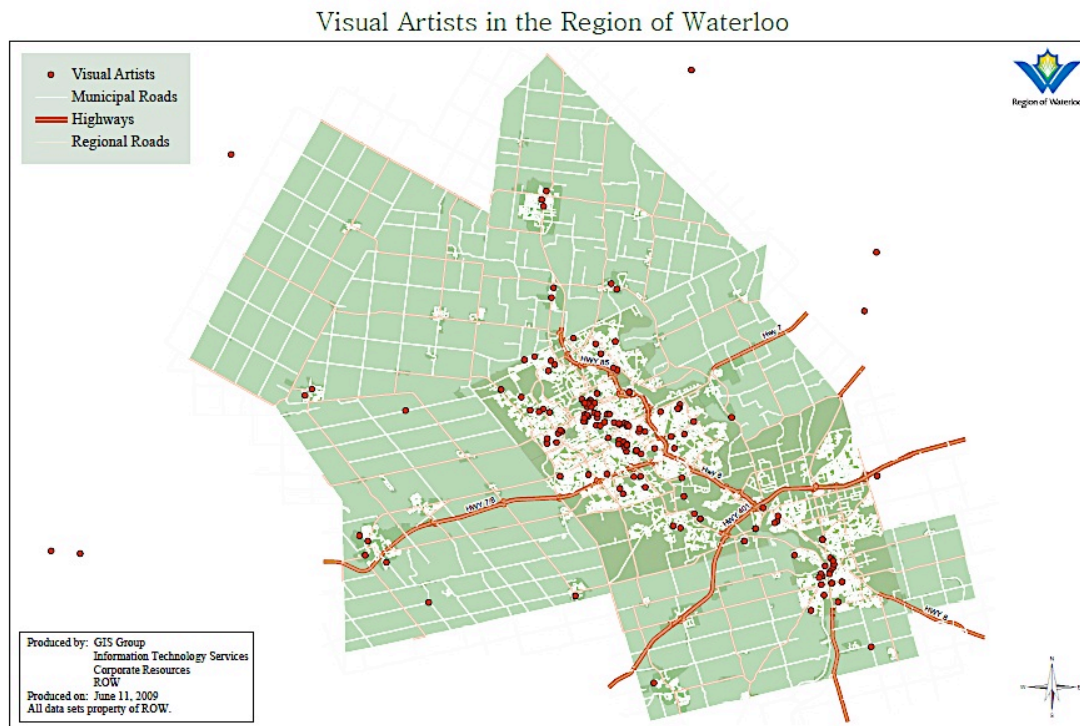 Visual Artists in the Region of Waterloo
Visual Artists
Municipal Roads
Highways
Regional Roads
Region of Waterloo
HWY 7
HWY 85
HWY 8
HWY 7/8
HWY 401
HWY 8
Produced by: GIS Group
Information Technology Services
Corporate Resources
ROW
Produced on: June 11, 2009
All data sets property of ROW.
N
W
E
S